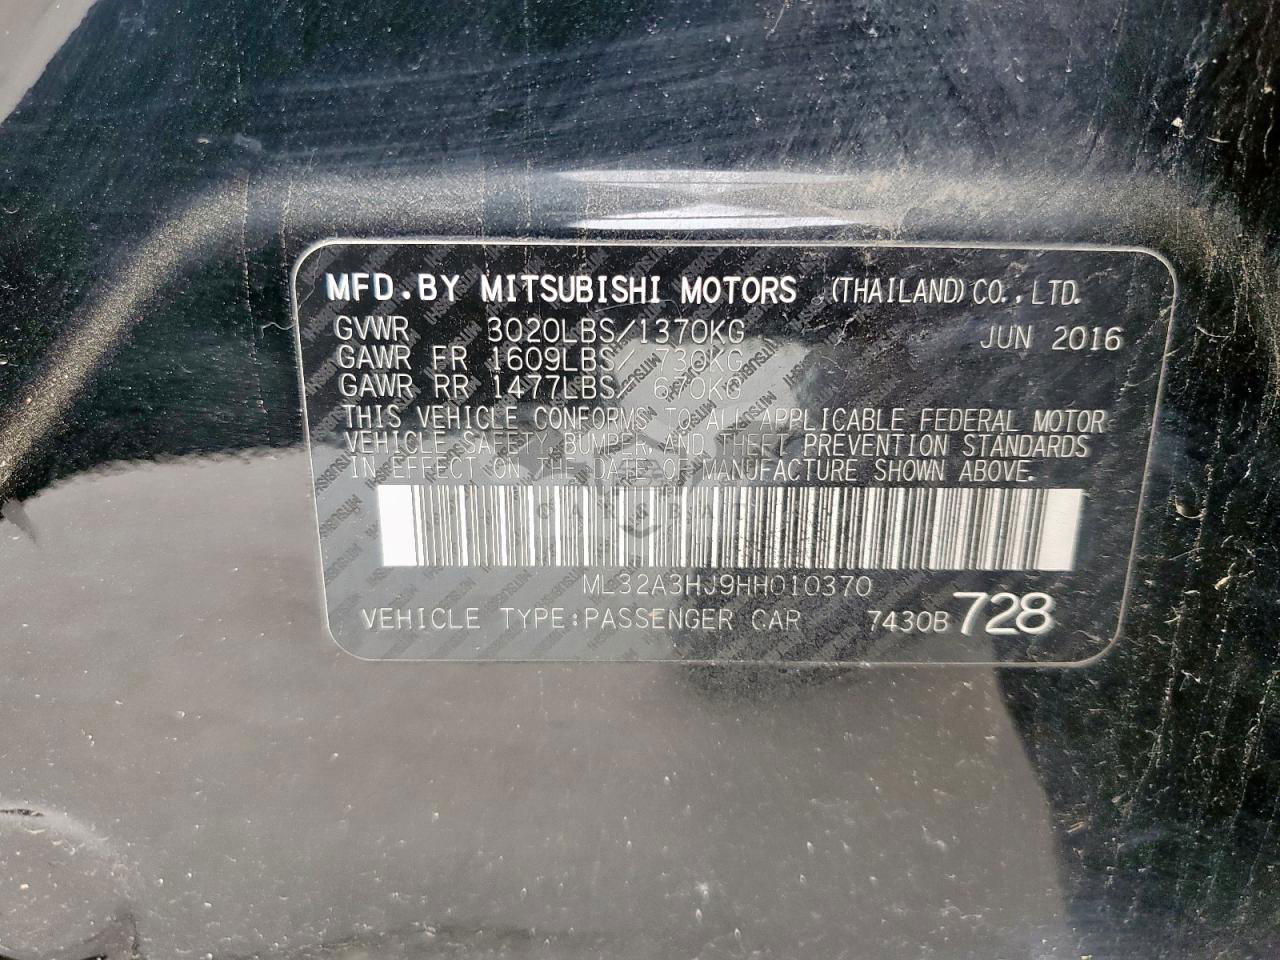 MFD.BY MITSUBISHI MOTORS (THAILAND)CO.,LTD.
GVWR 3020LBS/1370KG JUN 2016
GAWR FR 1609LBS/ 730KG
GAWR RR 1477LBS/ 670KG
THIS VEHICLE CONFORMS TO ALL APPLICABLE FEDERAL MOTOR
VEHICLE SAFETY, BUMPER, AND THEFT PREVENTION STANDARDS
IN EFFECT ON THE DATE OF MANUFACTURE SHOWN ABOVE.
ML32A3HJ9HH010370
VEHICLE TYPE:PASSENGER CAR 7430B 728